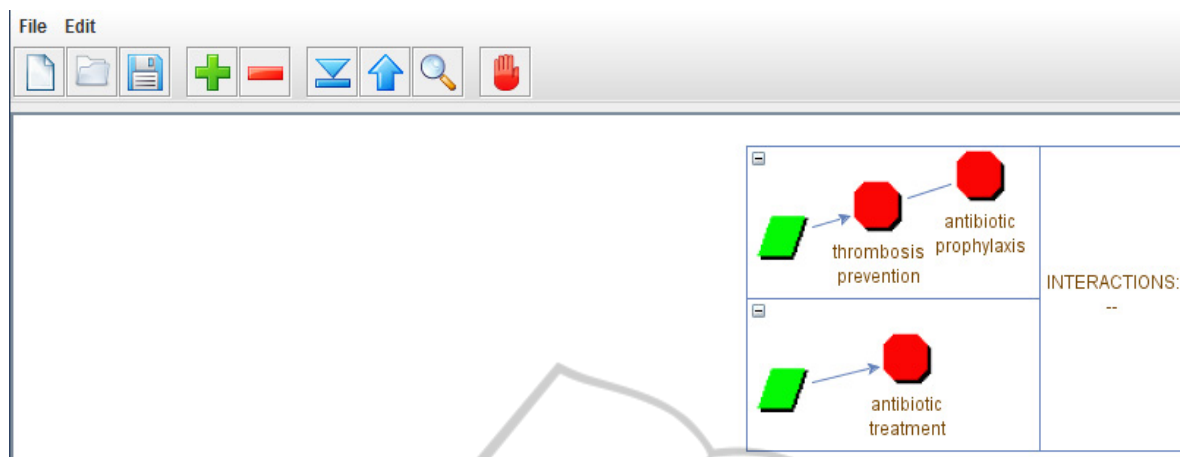 File Edit
antibiotic
prophylaxis
thrombosis
prevention
INTERACTIONS:
--
antibiotic
treatment